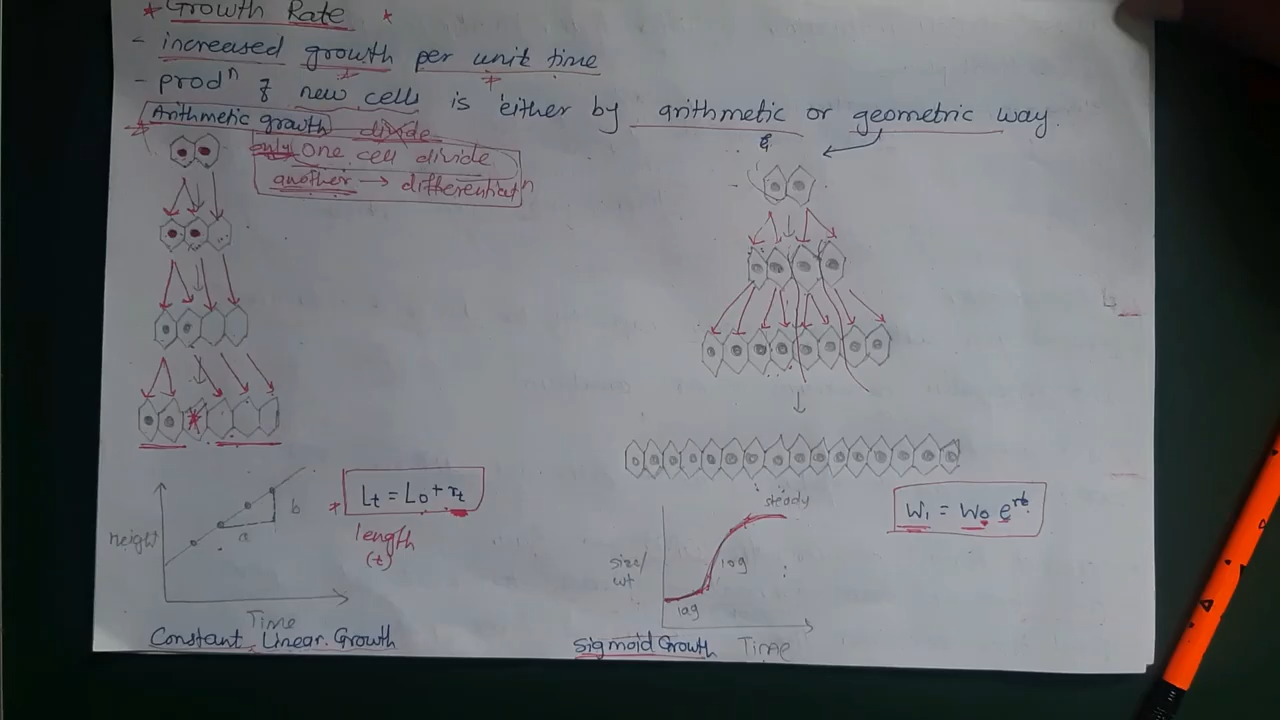 * Growth Rate *
- increased growth per unit time
- prodⁿ of new cells is either by arithmetic or geometric way.
Arithmetic growth
divide
only One cell divide
another → differentiatⁿ
height
a
b
Time
Constant Linear Growth
* Lt = L0 + rt
length
(t)
size/
wt
lag
log
steady
Time
Sigmoid Growth
W1 = W0 e^rt